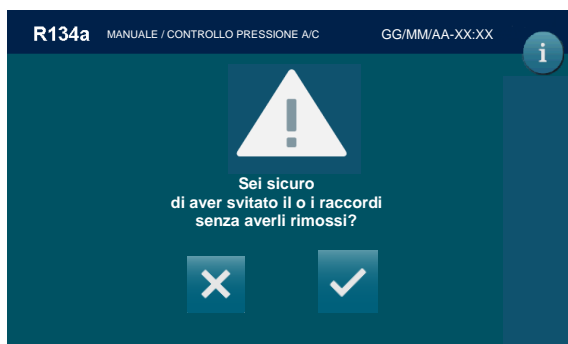 R134a MANUALE / CONTROLLO PRESSIONE A/C GG/MM/AA-XX:XX
i
!
Sei sicuro
di aver svitato il o i raccordi
senza averli rimossi?